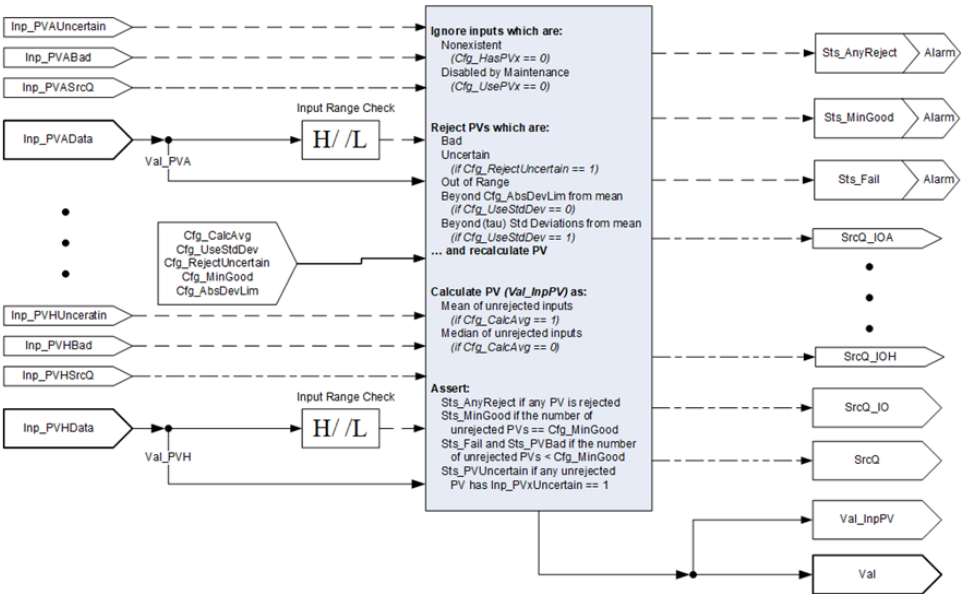 Inp_PVAUncertain
Inp_PVABad
Inp_PVASrcQ
Input Range Check
Inp_PVAData
H/ /L
Val_PVA
Cfg_CalcAvg
Cfg_UseStdDev
Cfg_RejectUncertain
Cfg_MinGood
Cfg_AbsDevLim
Inp_PVHUnceratin
Inp_PVHBad
Inp_PVHSrcQ
Input Range Check
Inp_PVHData
H/ /L
Val_PVH
Ignore inputs which are:
Nonexistent
(Cfg_HasPVx == 0)
Disabled by Maintenance
(Cfg_UsePVx == 0)
Reject PVs which are:
Bad
Uncertain
(if Cfg_RejectUncertain == 1)
Out of Range
Beyond Cfg_AbsDevLim from mean
(if Cfg_UseStdDev == 0)
Beyond (tau) Std Deviations from mean
(if Cfg_UseStdDev == 1)
... and recalculate PV
Calculate PV (Val_InpPV) as:
Mean of unrejected inputs
(if Cfg_CalcAvg == 1)
Median of unrejected inputs
(if Cfg_CalcAvg == 0)
Assert:
Sts_AnyReject if any PV is rejected
Sts_MinGood if the number of
unrejected PVs == Cfg_MinGood
Sts_Fail and Sts_PVBad if the number
of unrejected PVs < Cfg_MinGood
Sts_PVUncertain if any unrejected
PV has Inp_PVxUncertain == 1
Sts_AnyReject Alarm
Sts_MinGood Alarm
Sts_Fail Alarm
SrcQ_IOA
SrcQ_IOH
SrcQ_IO
SrcQ
Val_InpPV
Val